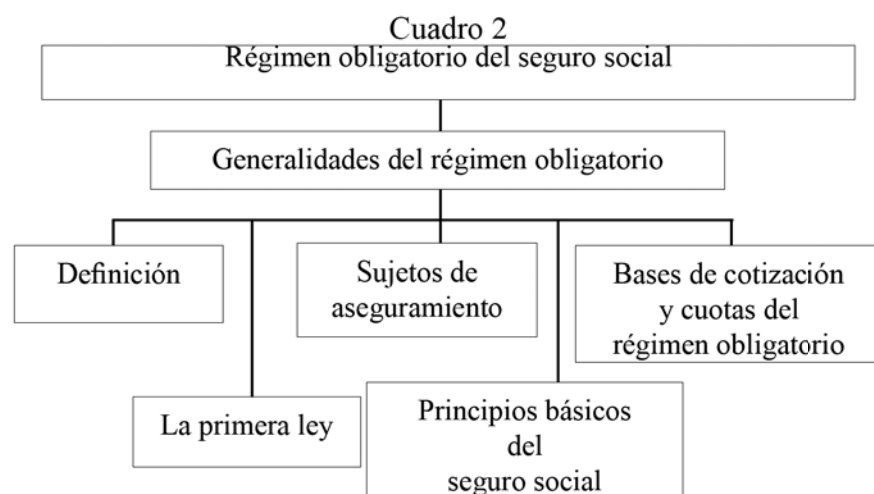 Cuadro 2
Régimen obligatorio del seguro social
Generalidades del régimen obligatorio
Definición
Sujetos de
aseguramiento
Bases de cotización
y cuotas del
régimen obligatorio
La primera ley
Principios básicos
del
seguro social